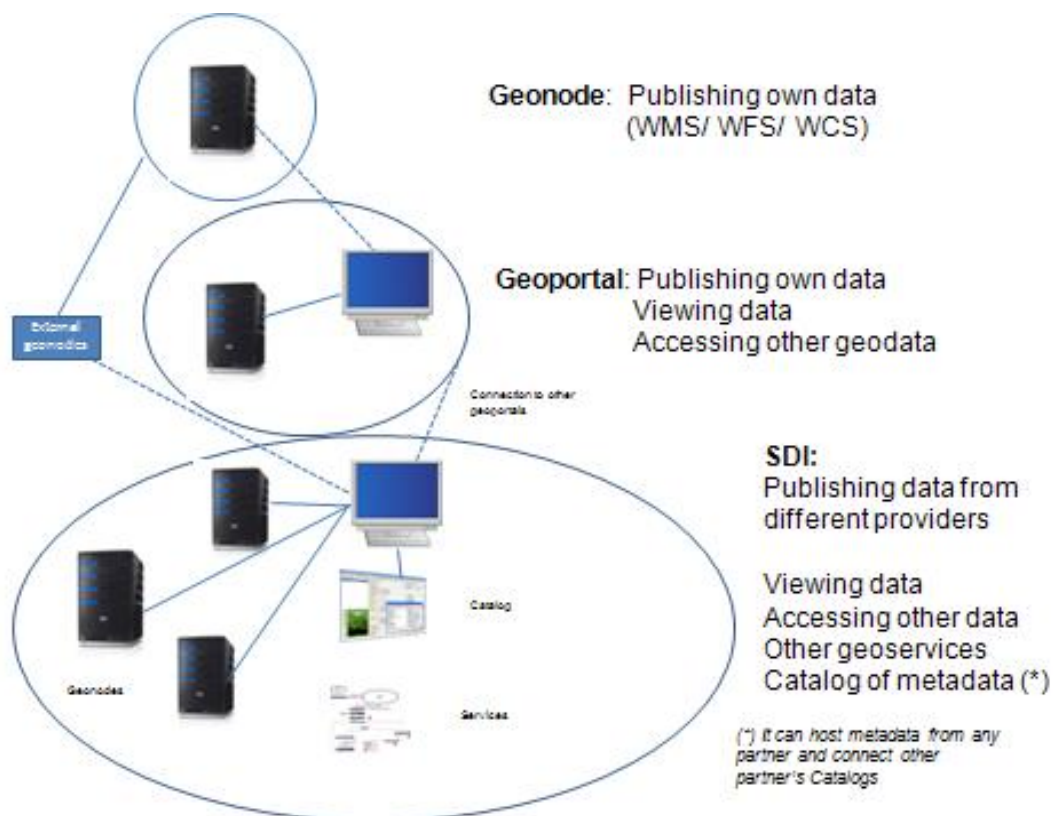 Geonode: Publishing own data
(WMS/ WFS/ WCS)
Geoportal: Publishing own data
Viewing data
Accessing other geodata
External
geonodes
Connection to other
geoportals
SDI:
Publishing data from
different providers
Viewing data
Accessing other data
Other geoservices
Catalog of metadata (*)
Catalog
Geonodes
Services
(*) It can host metadata from any
partner and connect other
partner's Catalogs